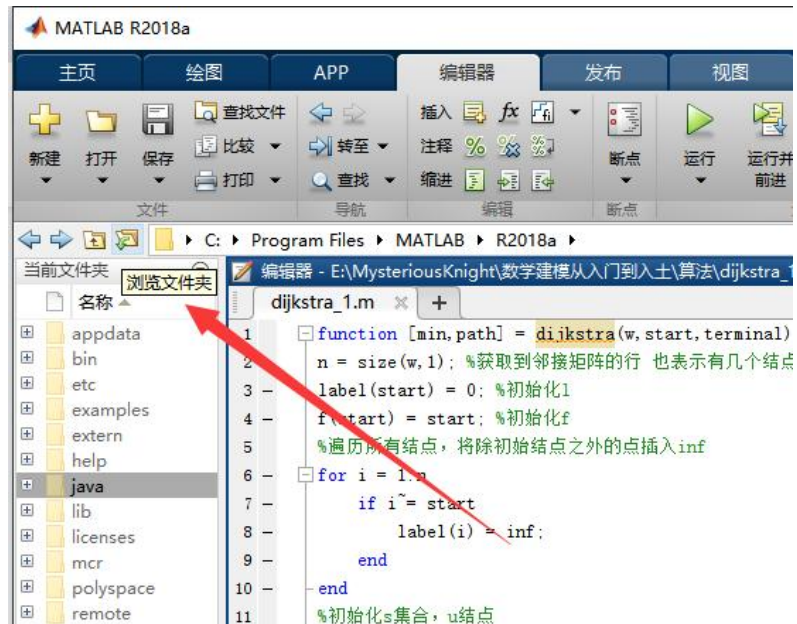 MATLAB R2018a
主页 绘图 APP 编辑器 发布 视图
查找文件 插入 fx
新建 打开 保存 比较 转至 注释 断点 运行 运行并
前进
打印 查找 缩进
文件 导航 编辑 断点
C: Program Files MATLAB R2018a
当前文件夹 编辑器 - E:\MysteriousKnight\数学建模从入门到入土\算法\dijkstra_1
浏览文件夹
名称 dijkstra_1.m
appdata
bin
etc
examples
extern
help
java
lib
licenses
mcr
polyspace
remote
1 function [min,path] = dijkstra(w,start,terminal)
2 n = size(w,1); %获取到邻接矩阵的行 也表示有几个结点
3 label(start) = 0; %初始化l
4 f(start) = start; %初始化f
5 %遍历所有结点，将除初始结点之外的点插入inf
6 for i = 1:n
7 if i~= start
8 label(i) = inf;
9 end
10 end
11 %初始化s集合，u结点